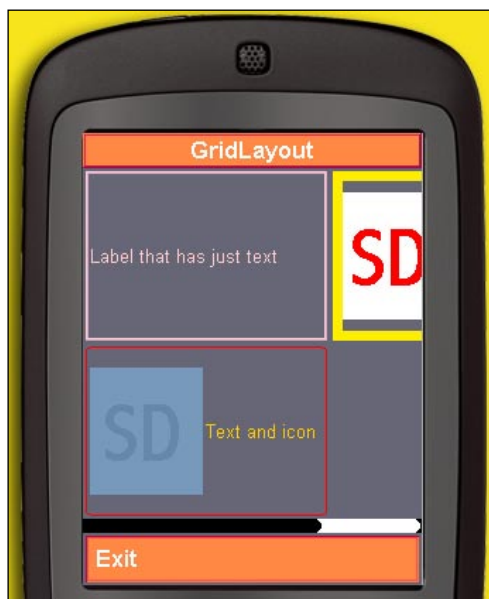 GridLayout
Label that has just text
SD
SD
Text and icon
Exit